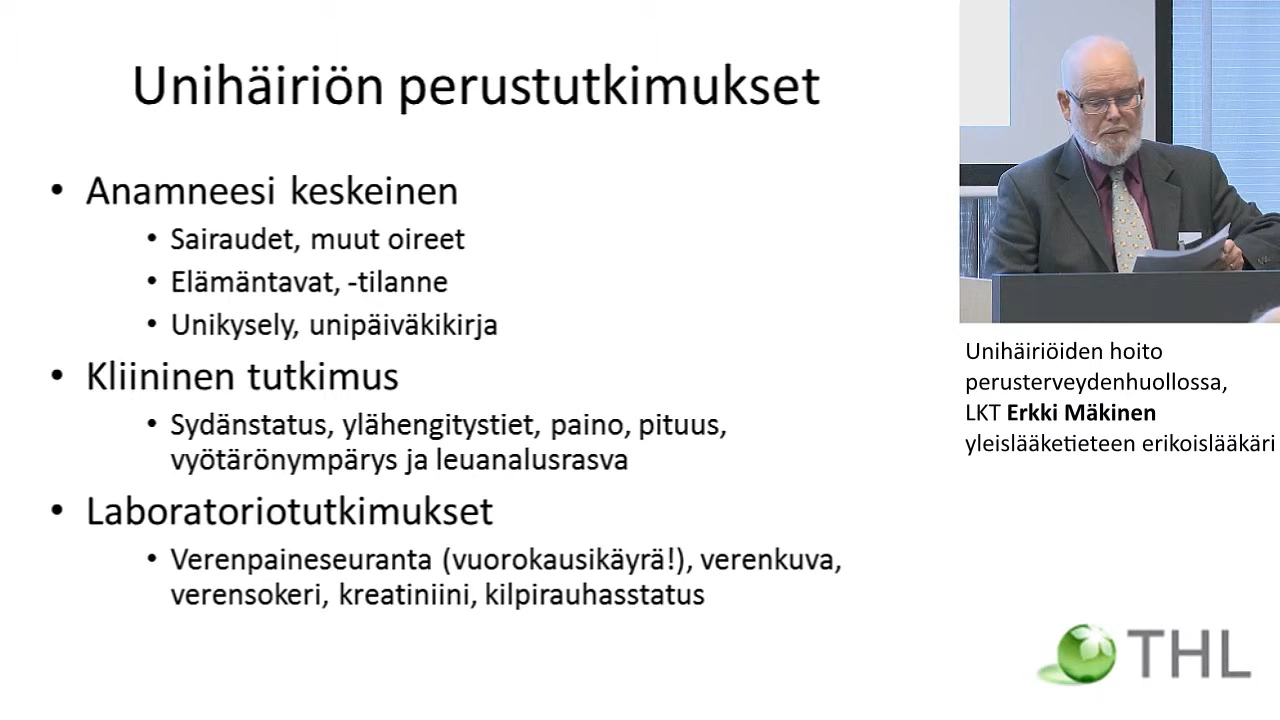 Unihäiriön perustutkimukset
• Anamneesi keskeinen
• Sairaudet, muut oireet
• Elämäntavat, -tilanne
• Unikysely, unipäiväkikirja
• Kliininen tutkimus
• Sydänstatus, ylähengitystiet, paino, pituus,
vyötärönympärys ja leuanalusrasva
• Laboratoriotutkimukset
• Verenpaineseuranta (vuorokausikäyrä!), verenkuva,
verensokeri, kreatiniini, kilpirauhasstatus
Unihäiriöiden hoito
perusterveydenhuollossa,
LKT Erkki Mäkinen
yleislääketieteen erikoislääkäri
THL